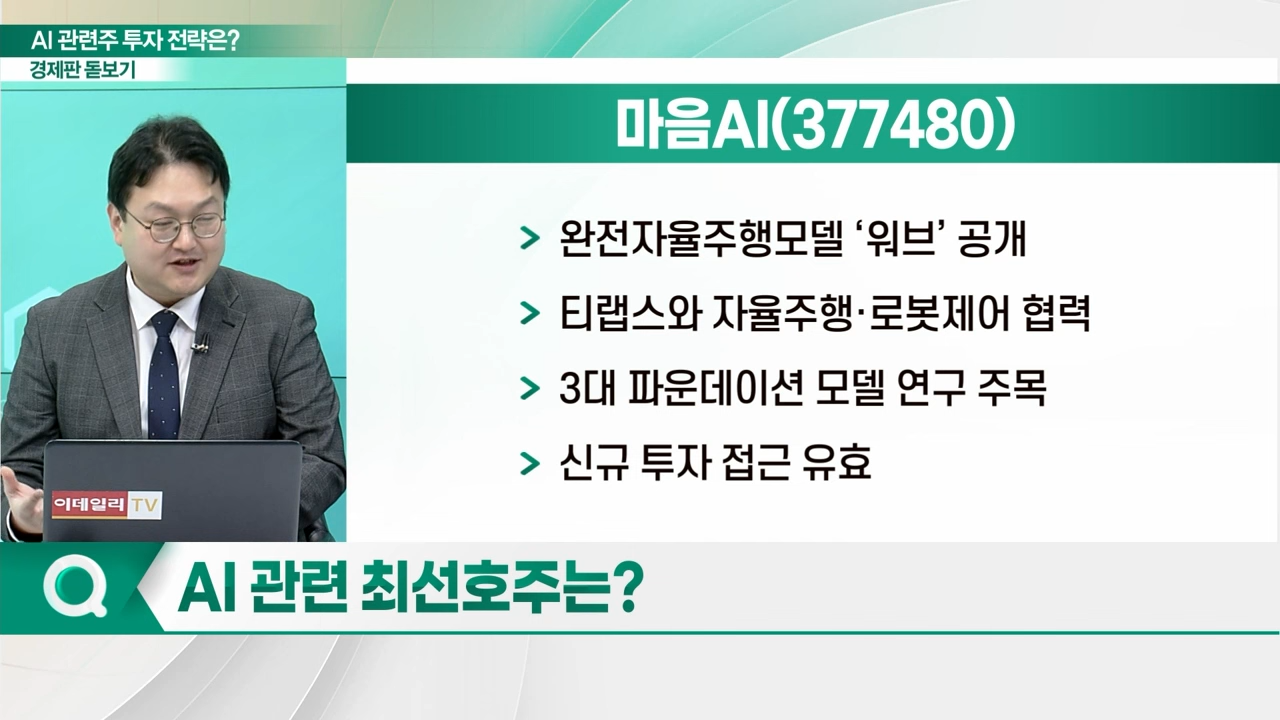 AI 관련주 투자 전략은?
경제판 돋보기
마음AI(377480)
> 완전자율주행모델 ‘워브’ 공개
> 티랩스와 자율주행·로봇제어 협력
> 3대 파운데이션 모델 연구 주목
> 신규 투자 접근 유효
이데일리 TV
AI 관련 최선호주는?